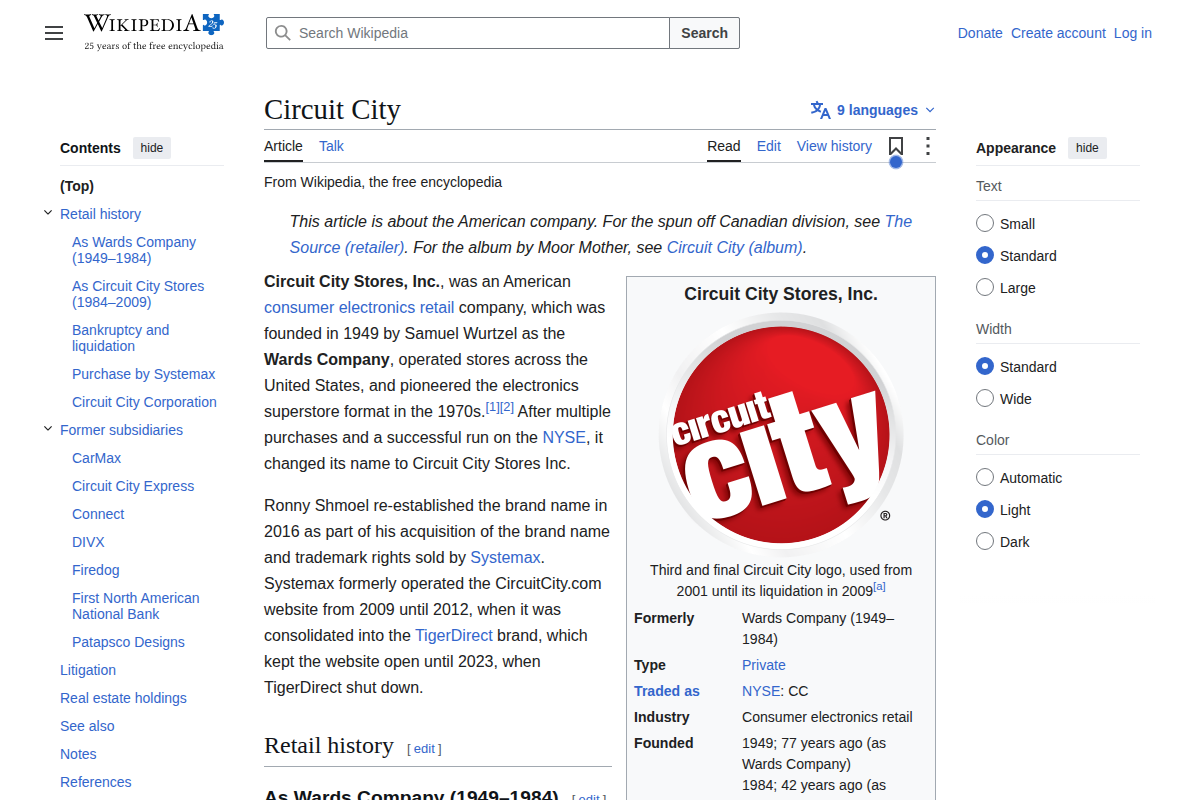 WIKIPEDIA 25
25 years of the free encyclopedia
Search Wikipedia
Search
Donate Create account Log in
Contents hide
(Top)
Retail history
As Wards Company
(1949–1984)
As Circuit City Stores
(1984–2009)
Bankruptcy and
liquidation
Purchase by Systemax
Circuit City Corporation
Former subsidiaries
CarMax
Circuit City Express
Connect
DIVX
Firedog
First North American
National Bank
Patapsco Designs
Litigation
Real estate holdings
See also
Notes
References
Circuit City
9 languages
Article Talk
Read Edit View history
From Wikipedia, the free encyclopedia
This article is about the American company. For the spun off Canadian division, see The
Source (retailer). For the album by Moor Mother, see Circuit City (album).
Circuit City Stores, Inc., was an American
consumer electronics retail company, which was
founded in 1949 by Samuel Wurtzel as the
Wards Company, operated stores across the
United States, and pioneered the electronics
superstore format in the 1970s.[1][2] After multiple
purchases and a successful run on the NYSE, it
changed its name to Circuit City Stores Inc.
Ronny Shmoel re-established the brand name in
2016 as part of his acquisition of the brand name
and trademark rights sold by Systemax.
Systemax formerly operated the CircuitCity.com
website from 2009 until 2012, when it was
consolidated into the TigerDirect brand, which
kept the website open until 2023, when
TigerDirect shut down.
Retail history [ edit ]
As Wards Company (1949–1984) [ edit ]
Circuit City Stores, Inc.
circuit
city
®
Third and final Circuit City logo, used from
2001 until its liquidation in 2009[a]
Formerly Wards Company (1949–
1984)
Type Private
Traded as NYSE: CC
Industry Consumer electronics retail
Founded 1949; 77 years ago (as
Wards Company)
1984; 42 years ago (as
Appearance hide
Text
Small
Standard
Large
Width
Standard
Wide
Color
Automatic
Light
Dark